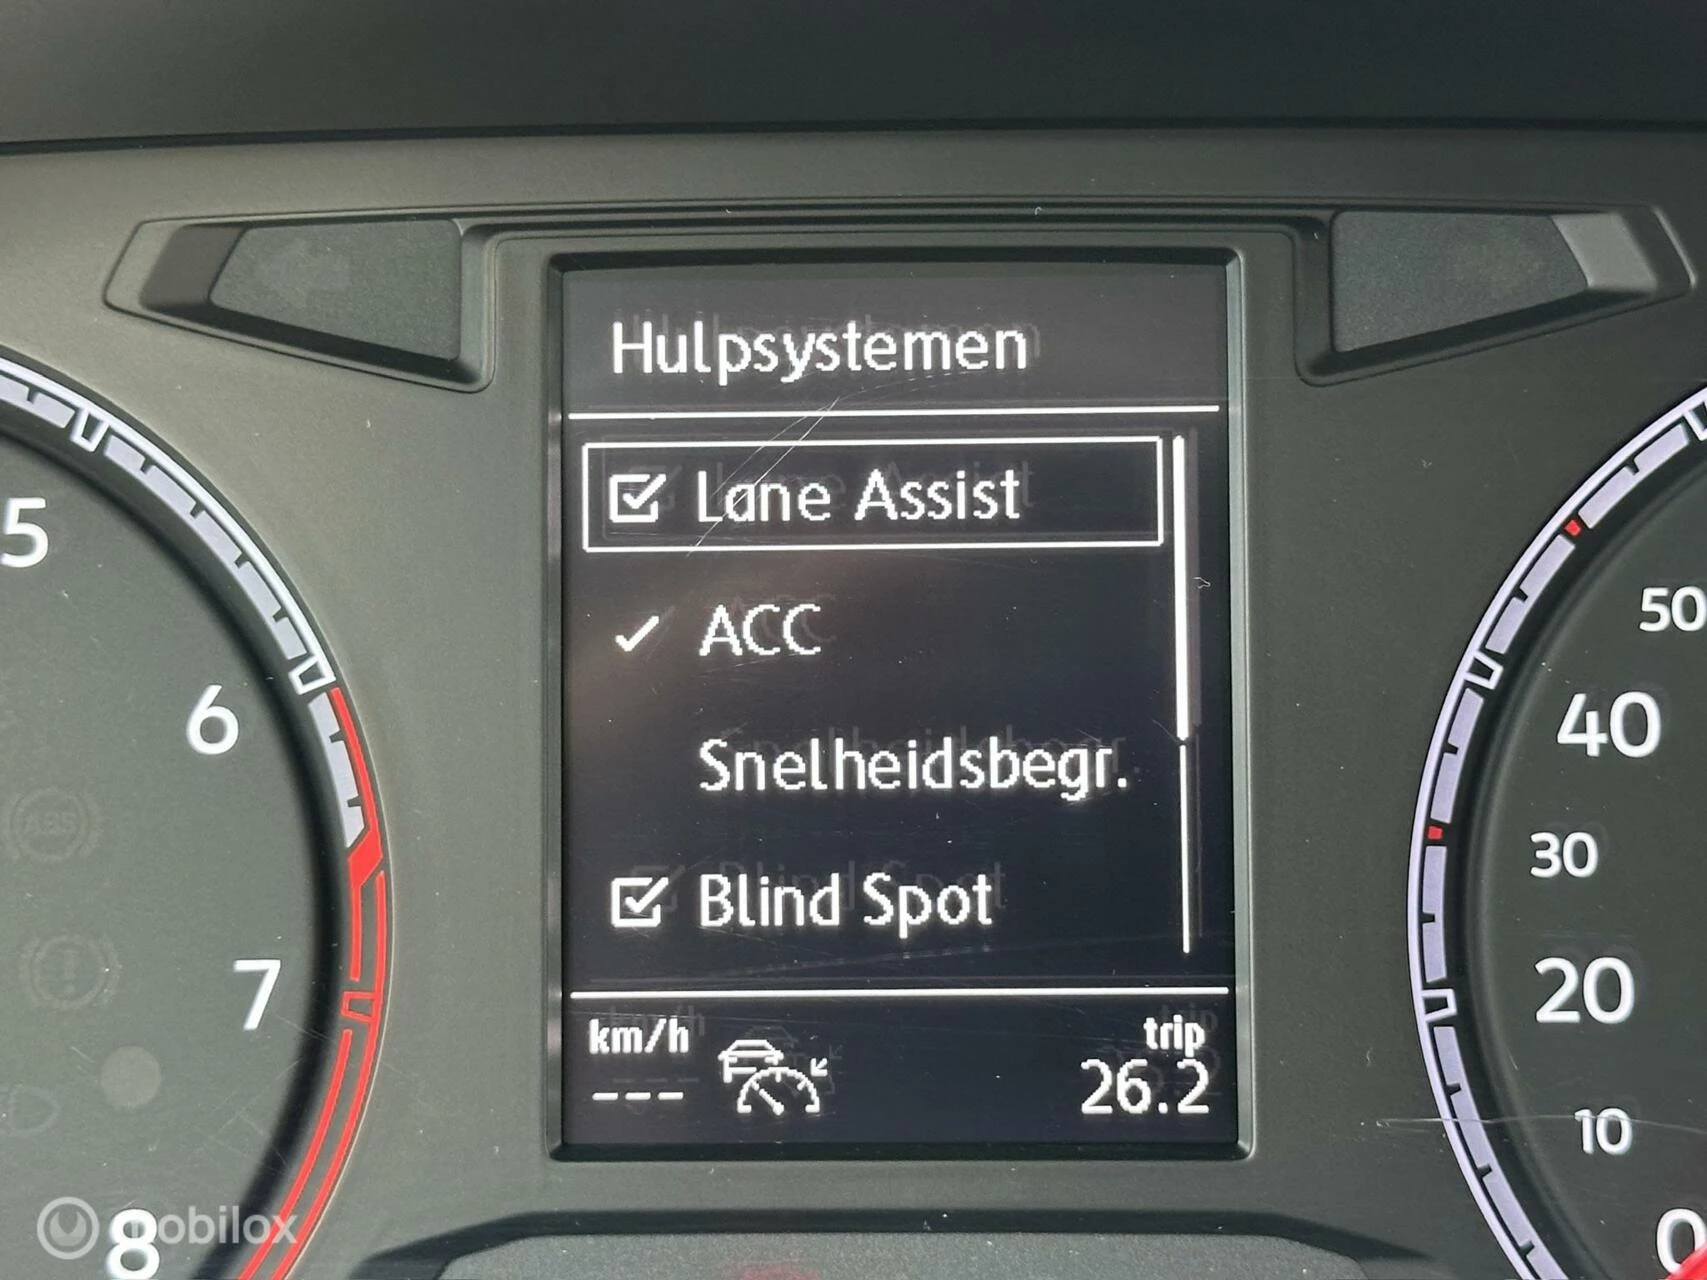 Hulpsystemen
Lane Assist
ACC
Snelheidsbegr.
Blind Spot
km/h
trip
---
26.2
5
6
7
8
50
40
30
20
10
0
ABS
mobilox